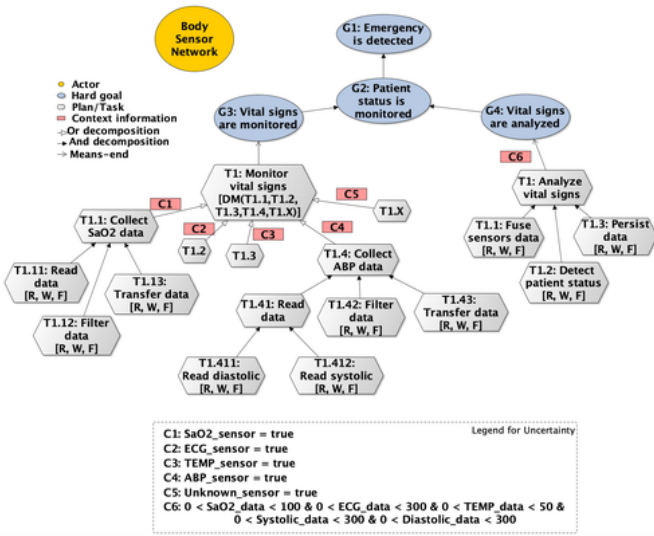 Body
Sensor
Network
G1: Emergency
is detected
Actor
Hard goal
Plan/Task
Context information
Or decomposition
And decomposition
Means-end
G2: Patient
status is
monitored
G3: Vital signs
are monitored
G4: Vital signs
are analyzed
C6
T1: Monitor
vital signs
[DM(T1.1,T1.2,
T1.3,T1.4,T1.X)]
C1
C5
T1: Analyze
vital signs
T1.1: Collect
SaO2 data
C2
C3
C4
T1.X
T1.2
T1.3
T1.4: Collect
ABP data
T1.1: Fuse
sensors data
[R, W, F]
T1.3: Persist
data
[R, W, F]
T1.2: Detect
patient status
[R, W, F]
T1.11: Read
data
[R, W, F]
T1.13:
Transfer data
[R, W, F]
T1.12: Filter
data
[R, W, F]
T1.41: Read
data
T1.42: Filter
data
[R, W, F]
T1.43:
Transfer data
[R, W, F]
T1.411:
Read diastolic
[R, W, F]
T1.412:
Read systolic
[R, W, F]
Legend for Uncertainty
C1: SaO2_sensor = true
C2: ECG_sensor = true
C3: TEMP_sensor = true
C4: ABP_sensor = true
C5: Unknown_sensor = true
C6: 0 < SaO2_data < 100 & 0 < ECG_data < 300 & 0 < TEMP_data < 50 &
0 < Systolic_data < 300 & 0 < Diastolic_data < 300